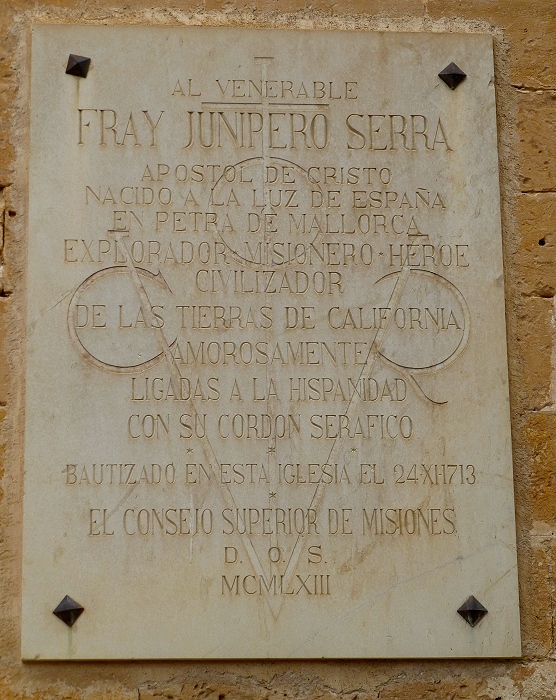 AL VENERABLE
FRAY JUNIPERO SERRA
APOSTOL DE CRISTO
NACIDO A LA LUZ DE ESPAÑA
EN PETRA DE MALLORCA
EXPLORADOR·MISIONERO·HÉROE
CIVILIZADOR
DE LAS TIERRAS DE CALIFORNIA
AMOROSAMENTE
LIGADAS A LA HISPANIDAD
CON SU CORDON SERAFICO
* * *
BAUTIZADO EN ESTA IGLESIA EL 24XI1713
*
EL CONSEJO SUPERIOR DE MISIONES
D. O. S.
MCMLXIII